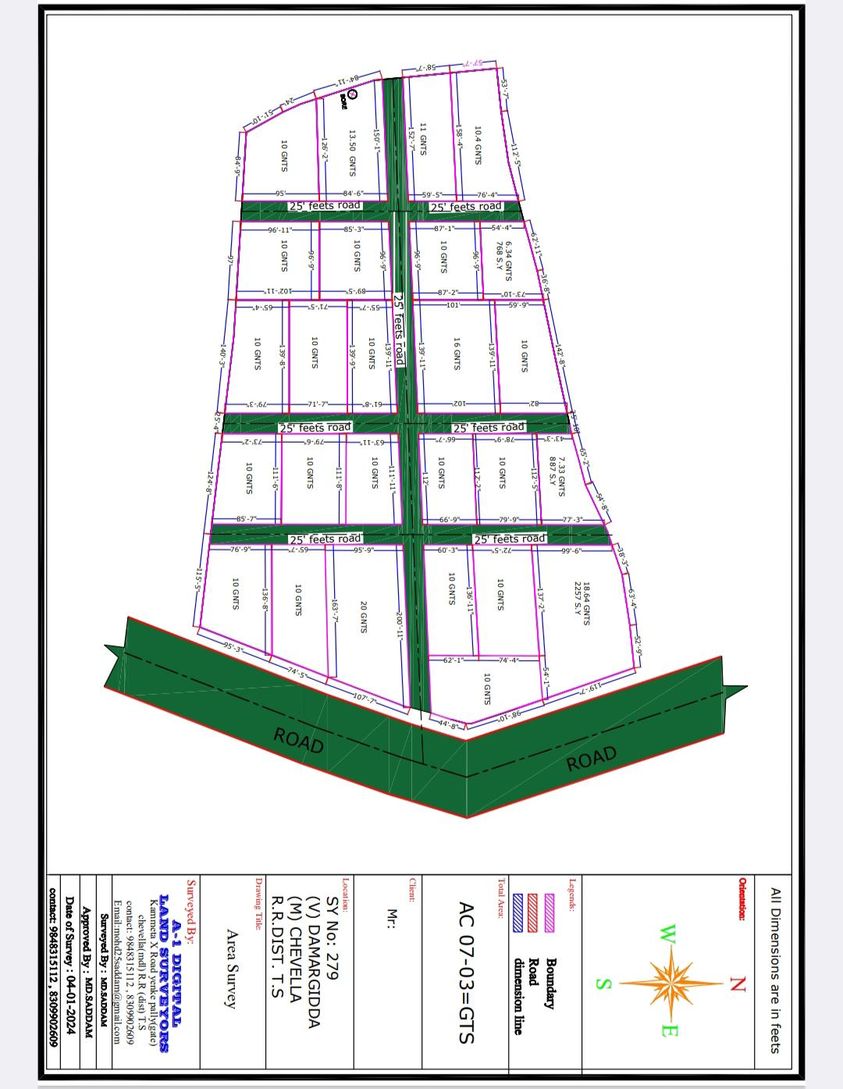 57'-7"
58'-7"
84'-11"
24'
51'-10"
53'-7"
BORE
84'-9"
10 GNTS
126'-2"
13.50 GNTS
150'-1"
152'-7"
11 GNTS
158'-4"
10.4 GNTS
112'-5"
95'
84'-6"
59'-5"
76'-4"
25' feets road
25' feets road
96'-11"
85'-3"
87'-1"
54'-4"
62'-11"
97'
10 GNTS
96'-9"
10 GNTS
96'-9"
96'-9"
10 GNTS
96'-9"
6.34 GNTS
768 S.Y
36'-8"
102'-11"
89'-5"
87'-2"
73'-10"
25' feets road
65'-4"
71'-5"
55'-7"
101'
59'-9"
140'-3"
10 GNTS
139'-8"
10 GNTS
139'-9"
10 GNTS
139'-11"
139'-11"
16 GNTS
139'-11"
10 GNTS
142'-8"
79'-3"
71'-7"
61'-8"
102'
82'
25'-4"
25' feets road
25' feets road
73'-2"
79'-6"
63'-11"
66'-7"
78'-9"
43'-3"
65'-2"
124'-8"
10 GNTS
111'-6"
10 GNTS
111'-8"
10 GNTS
111'-11"
112'
10 GNTS
112'-2"
10 GNTS
112'-5"
7.33 GNTS
887 S.Y
54'-8"
85'-7"
66'-9"
79'-9"
77'-3"
25' feets road
25' feets road
76'-9"
65'-7"
95'-9"
60'-3"
72'-5"
99'-6"
38'-3"
115'-5"
10 GNTS
136'-8"
10 GNTS
163'-7"
20 GNTS
200'-11"
10 GNTS
136'-11"
10 GNTS
137'-2"
18.64 GNTS
2257 S.Y
63'-4"
52'-9"
95'-3"
74'-5"
107'-7"
62'-1"
74'-4"
10 GNTS
54'-1"
44'-8"
98'-10"
119'-7"
ROAD
ROAD
All Dimensions are in feets
Orientation:
N
W
E
S
Legends:
Boundary
Road
dimension line
Total Area:
AC 07-03=GTS
Client:
Mr:
Location:
SY No: 279
(V) DAMARGIDDA
(M) CHEVELLA
R.R.DIST. T.S
Drawing Title:
Area Survey
Surveyed By:
A-1 DIGITAL
LAND SURVEYORS
Kammeta X Road yenke pally(gate)
chevella(mdl) R.R (dist) T.S
contact: 9848315112 , 8309902609
Email:mohd25saddam@gmail.com
Surveyed By : MD.SADDAM
Approved By : MD.SADDAM
Date of Survey : 04-01-2024
contact: 9848315112 , 8309902609